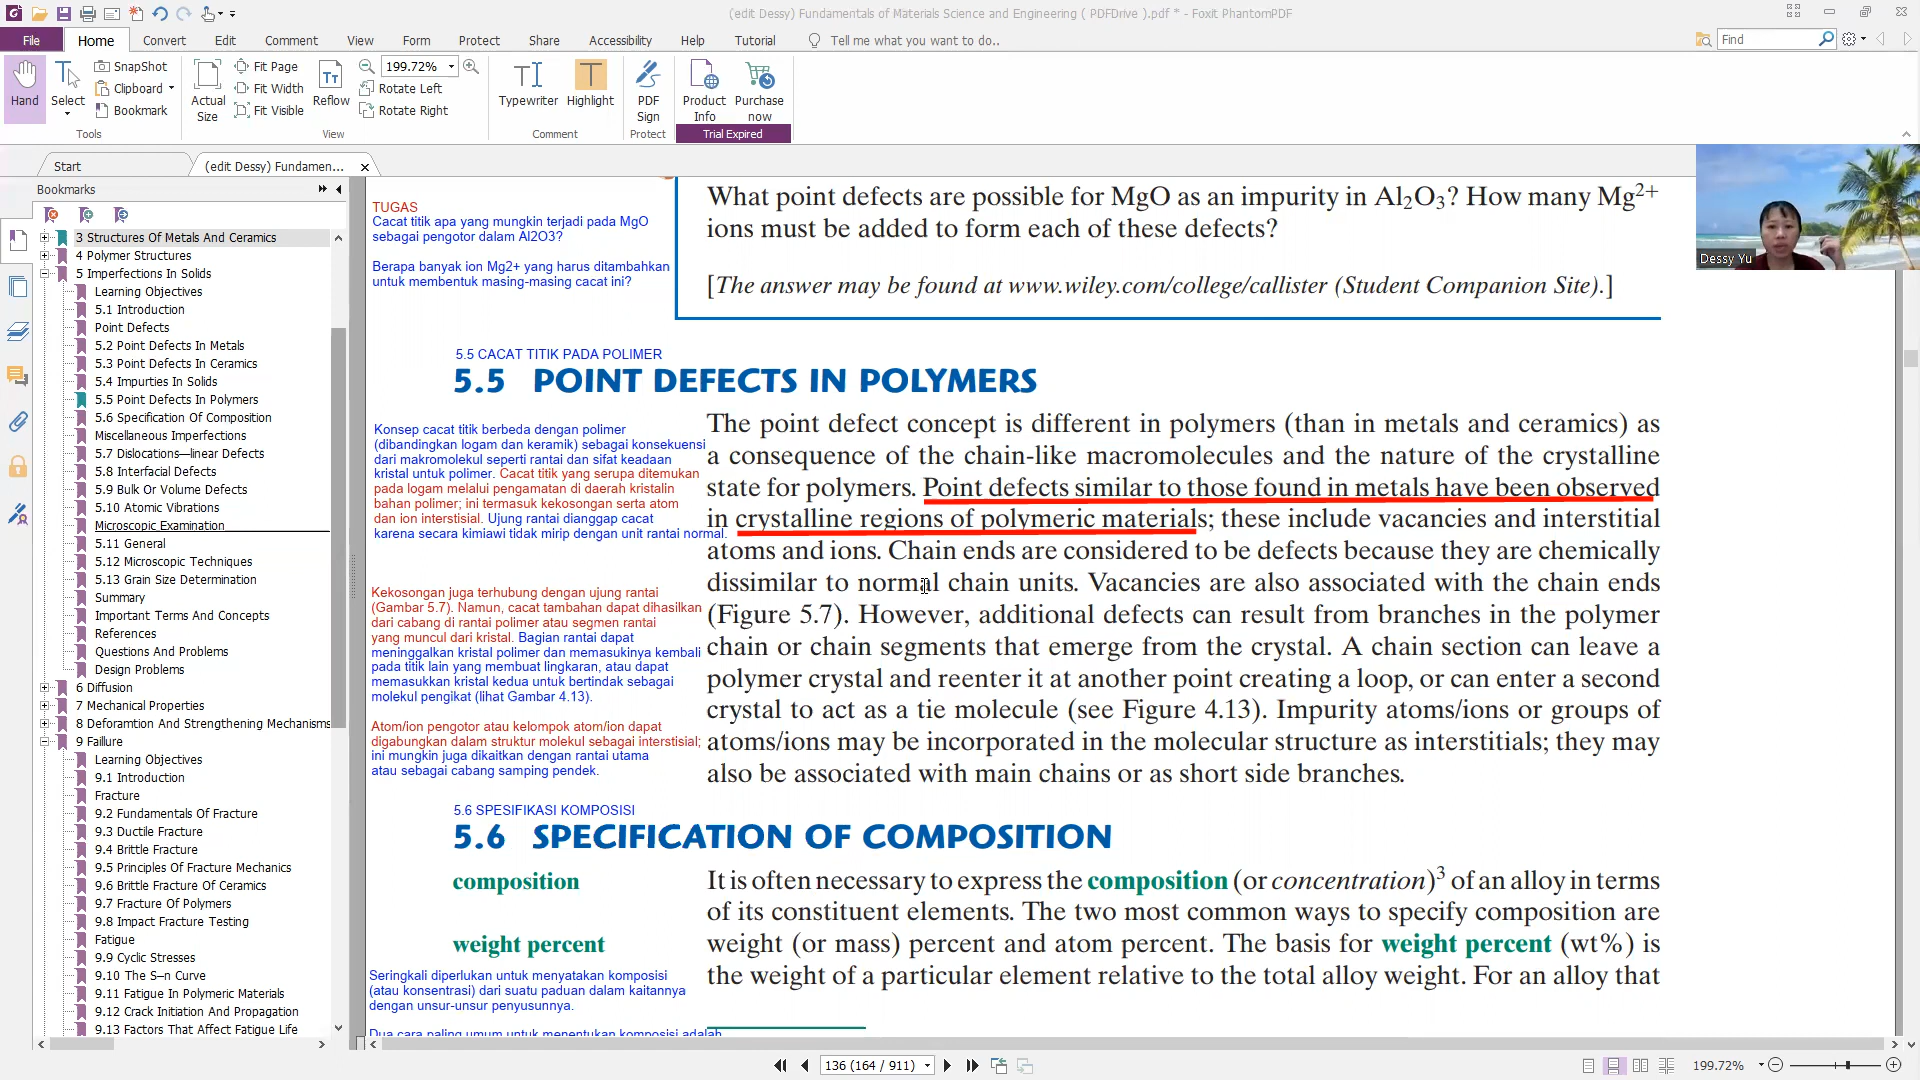 (edit Dessy) Fundamentals of Materials Science and Engineering ( PDFDrive ).pdf * - Foxit PhantomPDF
File Home Convert Edit Comment View Form Protect Share Accessibility Help Tutorial Tell me what you want to do.. Find
Hand
Select
SnapShot
Clipboard
Bookmark
Tools
Actual Size
Fit Page
Fit Width
Fit Visible
Reflow
199.72%
Rotate Left
Rotate Right
View
Typewriter
Highlight
Comment
PDF Sign
Protect
Product Info
Purchase now
Trial Expired
Start
(edit Dessy) Fundamen...
Bookmarks
3 Structures Of Metals And Ceramics
4 Polymer Structures
5 Imperfections In Solids
Learning Objectives
5.1 Introduction
Point Defects
5.2 Point Defects In Metals
5.3 Point Defects In Ceramics
5.4 Impurties In Solids
5.5 Point Defects In Polymers
5.6 Specification Of Composition
Miscellaneous Imperfections
5.7 Dislocations—linear Defects
5.8 Interfacial Defects
5.9 Bulk Or Volume Defects
5.10 Atomic Vibrations
Microscopic Examination
5.11 General
5.12 Microscopic Techniques
5.13 Grain Size Determination
Summary
Important Terms And Concepts
References
Questions And Problems
Design Problems
6 Diffusion
7 Mechanical Properties
8 Deforamtion And Strengthening Mechanisms
9 Faillure
Learning Objectives
9.1 Introduction
Fracture
9.2 Fundamentals Of Fracture
9.3 Ductile Fracture
9.4 Brittle Fracture
9.5 Principles Of Fracture Mechanics
9.6 Brittle Fracture Of Ceramics
9.7 Fracture Of Polymers
9.8 Impact Fracture Testing
Fatigue
9.9 Cyclic Stresses
9.10 The S—n Curve
9.11 Fatigue In Polymeric Materials
9.12 Crack Initiation And Propagation
9.13 Factors That Affect Fatigue Life
TUGAS
Cacat titik apa yang mungkin terjadi pada MgO
sebagai pengotor dalam Al2O3?
Berapa banyak ion Mg2+ yang harus ditambahkan
untuk membentuk masing-masing cacat ini?
What point defects are possible for MgO as an impurity in Al₂O₃? How many Mg²⁺
ions must be added to form each of these defects?
[The answer may be found at www.wiley.com/college/callister (Student Companion Site).]
Dessy Yu
5.5 CACAT TITIK PADA POLIMER
5.5 POINT DEFECTS IN POLYMERS
Konsep cacat titik berbeda dengan polimer
(dibandingkan logam dan keramik) sebagai konsekuensi
dari makromolekul seperti rantai dan sifat keadaan
kristal untuk polimer. Cacat titik yang serupa ditemukan
pada logam melalui pengamatan di daerah kristalin
bahan polimer; ini termasuk kekosongan serta atom
dan ion interstisial. Ujung rantai dianggap cacat
karena secara kimiawi tidak mirip dengan unit rantai normal.
Kekosongan juga terhubung dengan ujung rantai
(Gambar 5.7). Namun, cacat tambahan dapat dihasilkan
dari cabang di rantai polimer atau segmen rantai
yang muncul dari kristal. Bagian rantai dapat
meninggalkan kristal polimer dan memasukinya kembali
pada titik lain yang membuat lingkaran, atau dapat
memasukkan kristal kedua untuk bertindak sebagai
molekul pengikat (lihat Gambar 4.13).
Atom/ion pengotor atau kelompok atom/ion dapat
digabungkan dalam struktur molekul sebagai interstisial;
ini mungkin juga dikaitkan dengan rantai utama
atau sebagai cabang samping pendek.
The point defect concept is different in polymers (than in metals and ceramics) as
a consequence of the chain-like macromolecules and the nature of the crystalline
state for polymers. Point defects similar to those found in metals have been observed
in crystalline regions of polymeric materials; these include vacancies and interstitial
atoms and ions. Chain ends are considered to be defects because they are chemically
dissimilar to normal chain units. Vacancies are also associated with the chain ends
(Figure 5.7). However, additional defects can result from branches in the polymer
chain or chain segments that emerge from the crystal. A chain section can leave a
polymer crystal and reenter it at another point creating a loop, or can enter a second
crystal to act as a tie molecule (see Figure 4.13). Impurity atoms/ions or groups of
atoms/ions may be incorporated in the molecular structure as interstitials; they may
also be associated with main chains or as short side branches.
5.6 SPESIFIKASI KOMPOSISI
5.6 SPECIFICATION OF COMPOSITION
composition
weight percent
Seringkali diperlukan untuk menyatakan komposisi
(atau konsentrasi) dari suatu paduan dalam kaitannya
dengan unsur-unsur penyusunnya.
Dua cara paling umum untuk menentukan komposisi adalah
It is often necessary to express the composition (or concentration)³ of an alloy in terms
of its constituent elements. The two most common ways to specify composition are
weight (or mass) percent and atom percent. The basis for weight percent (wt%) is
the weight of a particular element relative to the total alloy weight. For an alloy that
136 (164 / 911)
199.72%